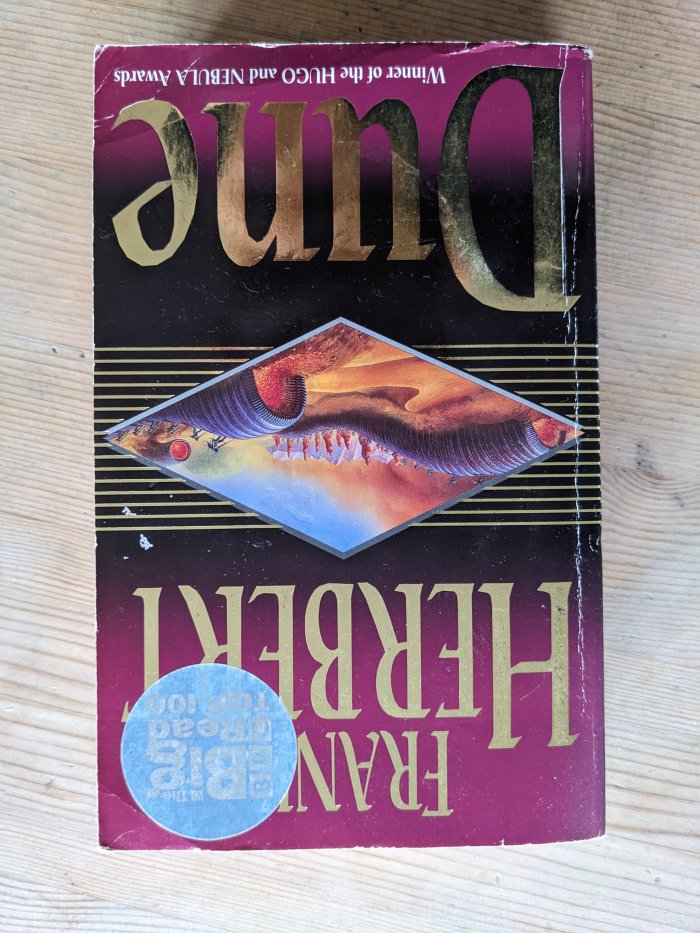 FRANK
HERBERT
The
Big
Read
TOP 100
Dune
Winner of the HUGO and NEBULA Awards